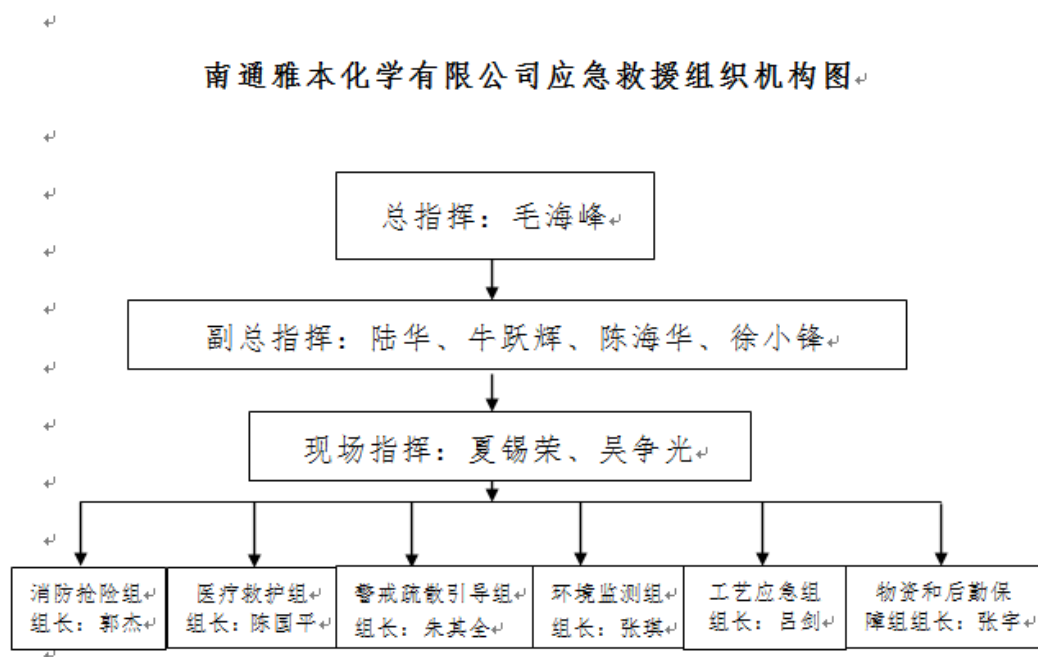 南通雅本化学有限公司应急救援组织机构图
总指挥：毛海峰
副总指挥：陆华、牛跃辉、陈海华、徐小锋
现场指挥：夏锡荣、吴争光
消防抢险组
组长：郭杰
医疗救护组
组长：陈国平
警戒疏散引导组
组长：朱其全
环境监测组
组长：张琪
工艺应急组
组长：吕剑
物资和后勤保
障组组长：张宇